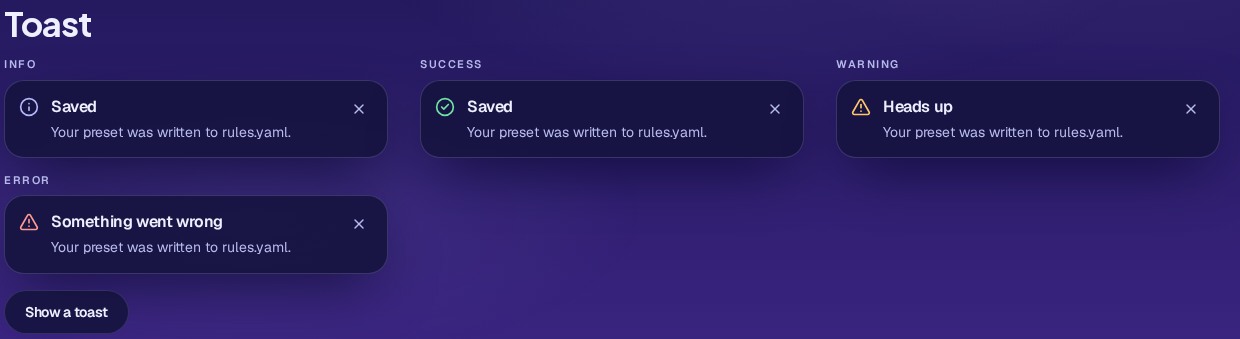 Toast
INFO
Saved
Your preset was written to rules.yaml.
SUCCESS
Saved
Your preset was written to rules.yaml.
WARNING
Heads up
Your preset was written to rules.yaml.
ERROR
Something went wrong
Your preset was written to rules.yaml.
Show a toast